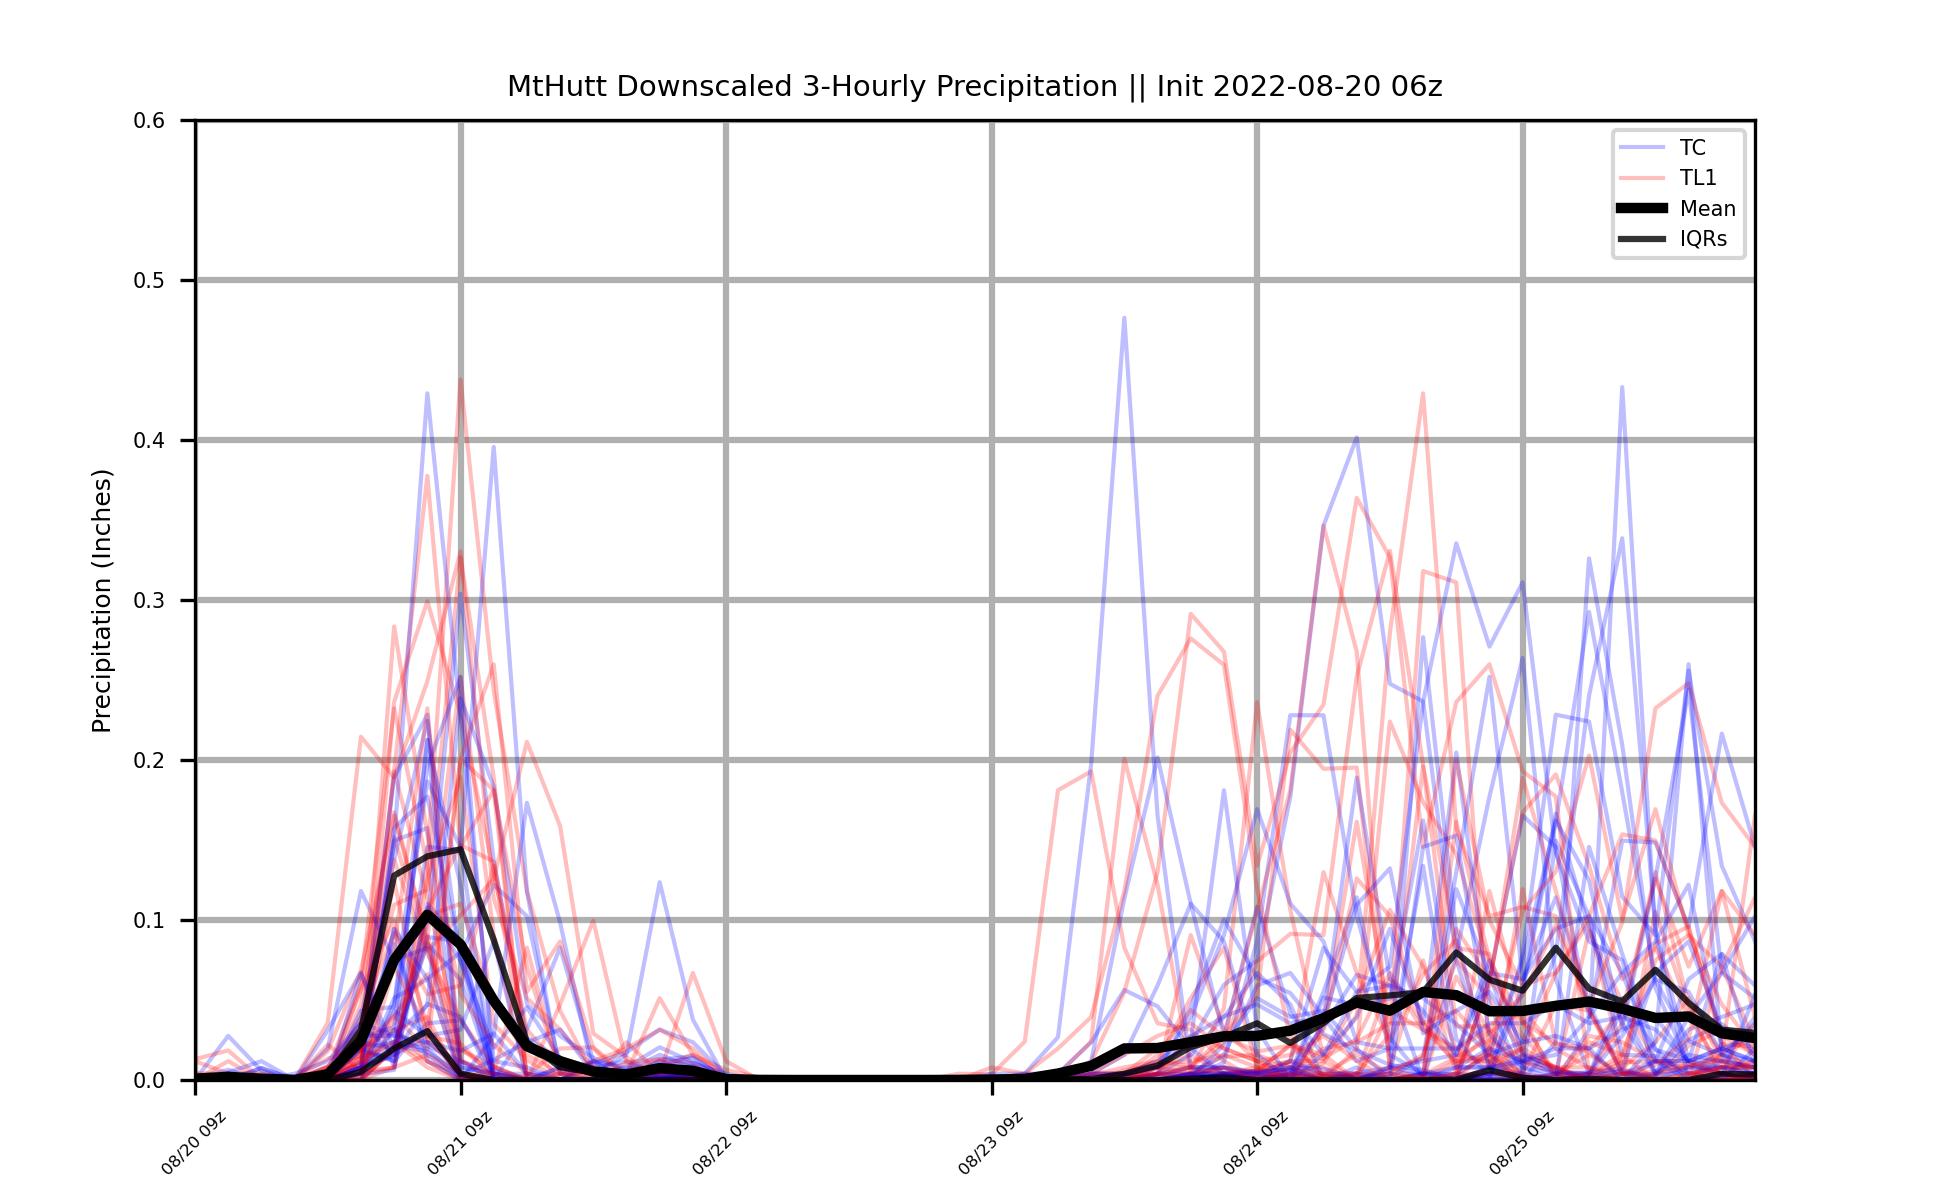 MtHutt Downscaled 3-Hourly Precipitation || Init 2022-08-20 06z
TC
TL1
Mean
IQRs
Precipitation (Inches)
0.6
0.5
0.4
0.3
0.2
0.1
0.0
08/20 09z
08/21 09z
08/22 09z
08/23 09z
08/24 09z
08/25 09z